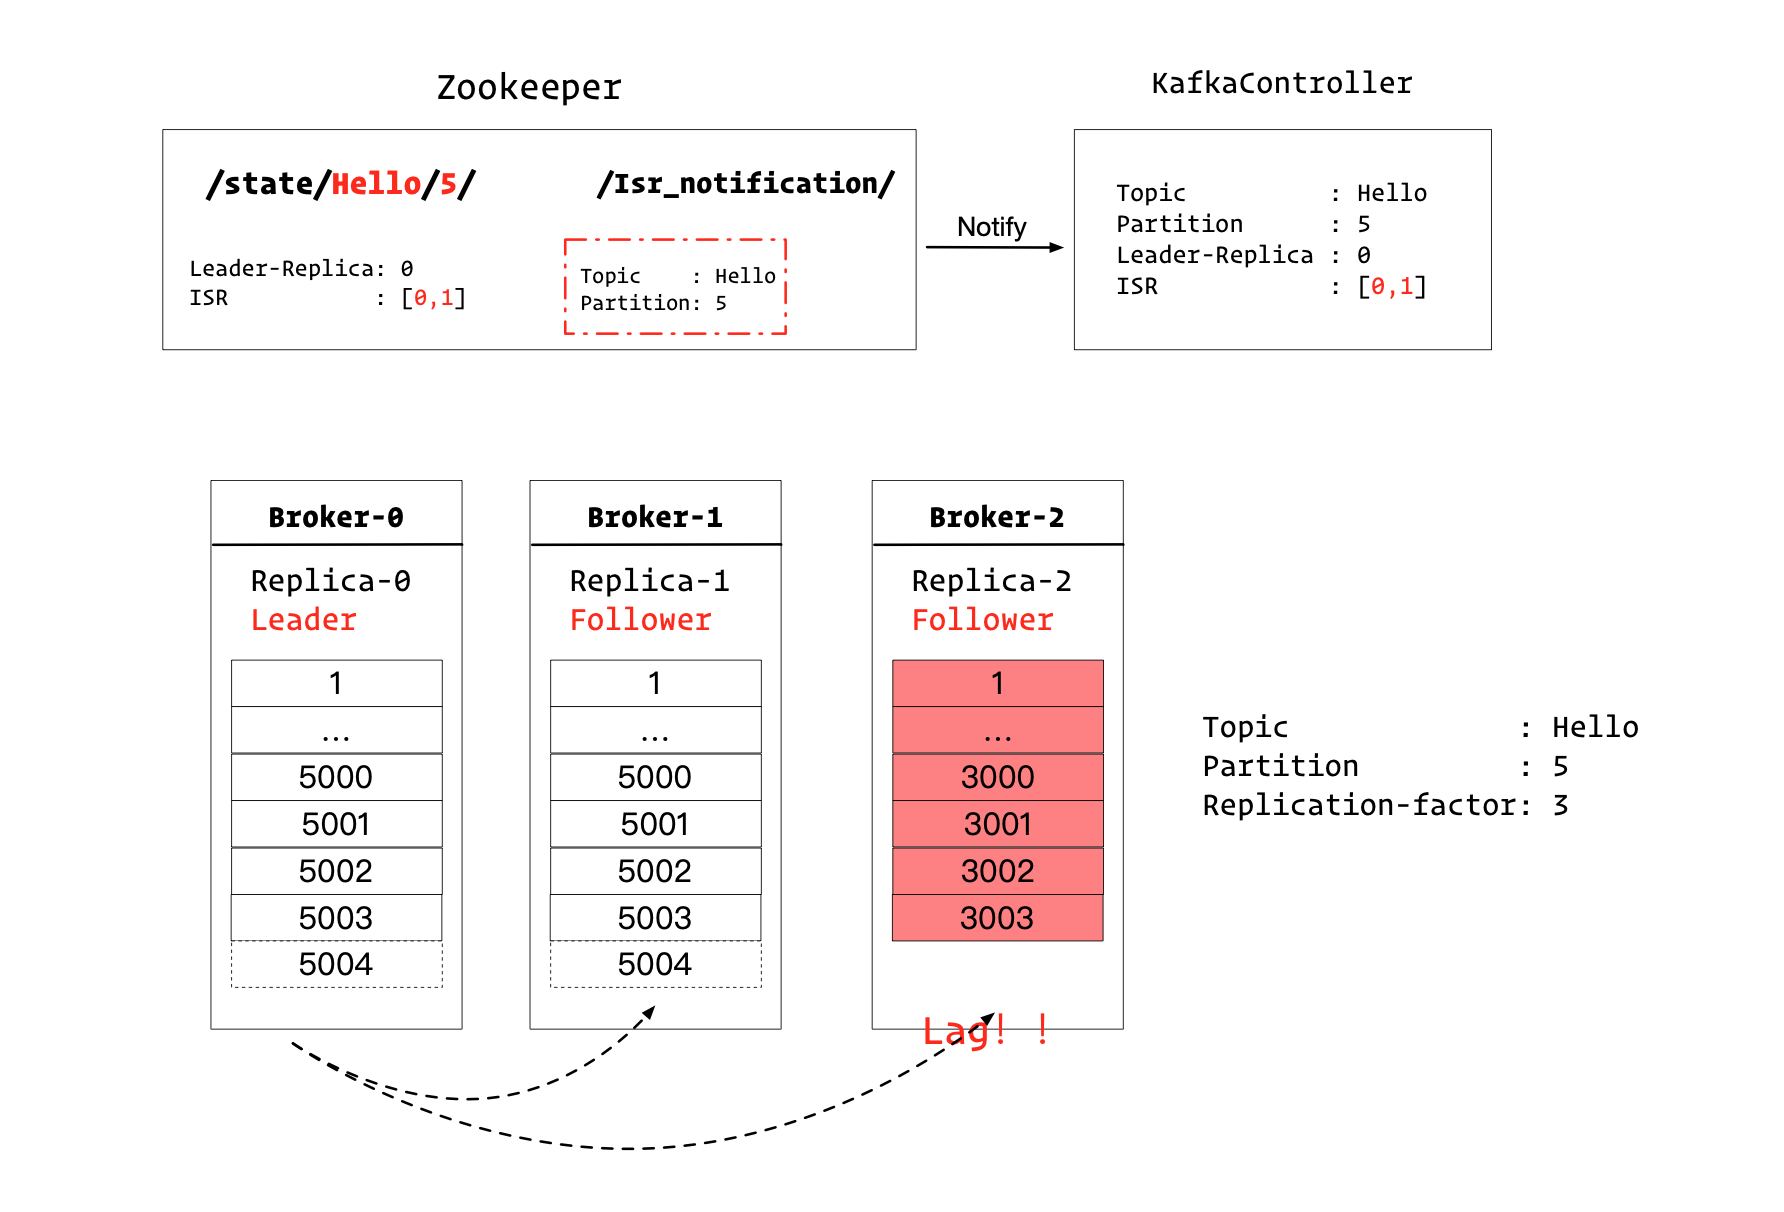 Zookeeper
KafkaController
/state/Hello/5/
/Isr_notification/
Leader-Replica: 0
ISR : [0,1]
Topic : Hello
Partition: 5
Notify
Topic : Hello
Partition : 5
Leader-Replica : 0
ISR : [0,1]
Broker-0
Replica-0
Leader
1
...
5000
5001
5002
5003
5004
Broker-1
Replica-1
Follower
1
...
5000
5001
5002
5003
5004
Broker-2
Replica-2
Follower
1
...
3000
3001
3002
3003
Lag! !
Topic : Hello
Partition : 5
Replication-factor: 3